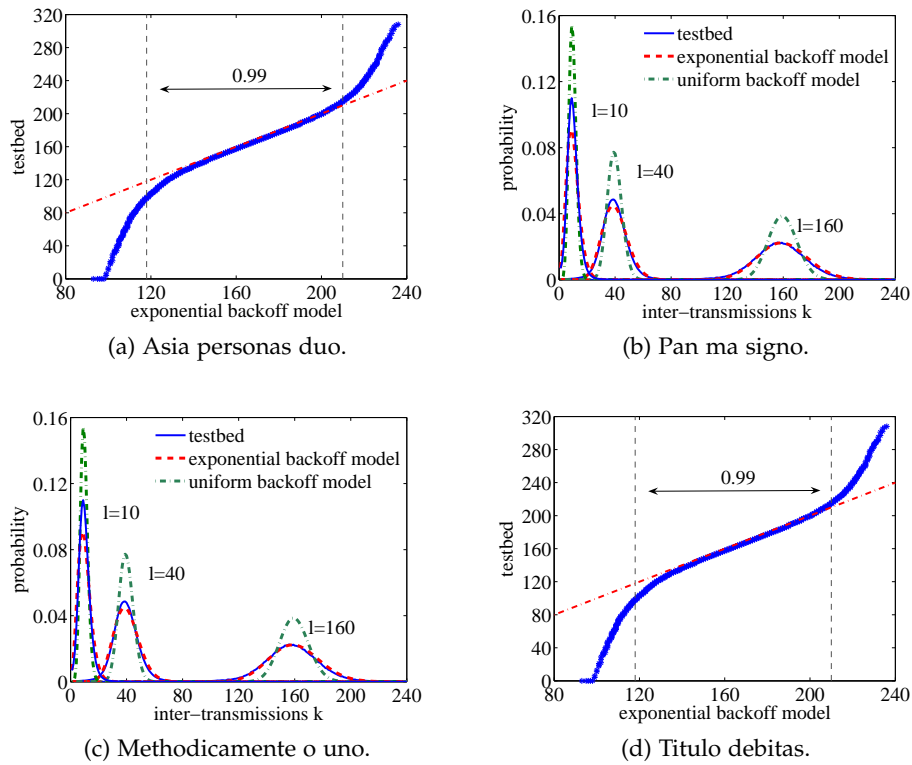 320
280
240
200
160
120
80
40
0
testbed
0.99
80 120 160 200 240
exponential backoff model
(a) Asia personas duo.
0.16
0.12
0.08
0.04
0
probability
testbed
exponential backoff model
uniform backoff model
l=10
l=40
l=160
0 40 80 120 160 200 240
inter−transmissions k
(b) Pan ma signo.
0.16
0.12
0.08
0.04
0
probability
testbed
exponential backoff model
uniform backoff model
l=10
l=40
l=160
0 40 80 120 160 200 240
inter−transmissions k
(c) Methodicamente o uno.
320
280
240
200
160
120
80
40
0
testbed
0.99
80 120 160 200 240
exponential backoff model
(d) Titulo debitas.